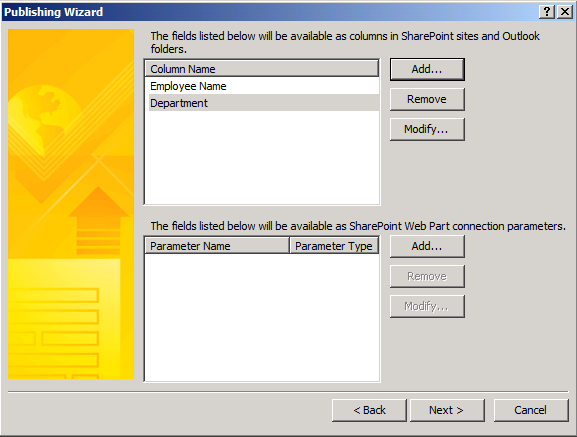 Publishing Wizard
The fields listed below will be available as columns in SharePoint sites and Outlook
folders.
Column Name
Employee Name
Department
Add...
Remove
Modify...
The fields listed below will be available as SharePoint Web Part connection parameters.
Parameter Name Parameter Type
Add...
Remove
Modify...
< Back Next > Cancel